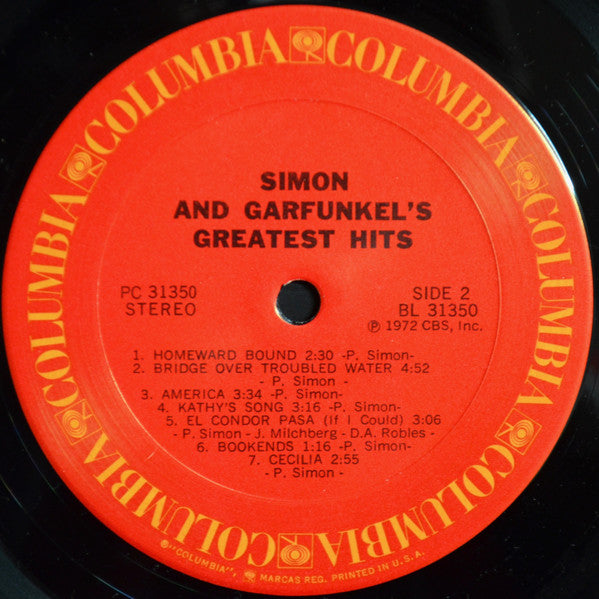 COLUMBIA COLUMBIA COLUMBIA COLUMBIA COLUMBIA COLUMBIA
SIMON
AND GARFUNKEL'S
GREATEST HITS
PC 31350
STEREO
SIDE 2
BL 31350
℗ 1972 CBS, Inc.
1. HOMEWARD BOUND 2:30 -P. Simon-
2. BRIDGE OVER TROUBLED WATER 4:52
- P. Simon -
3. AMERICA 3:34 -P. Simon-
4. KATHY'S SONG 3:16 -P. Simon-
5. EL CONDOR PASA (If I Could) 3:06
- P. Simon - J. Milchberg - D.A. Robles -
6. BOOKENDS 1:16 -P. Simon-
7. CECILIA 2:55
- P. Simon -
®"COLUMBIA", MARCAS REG. PRINTED IN U.S.A.